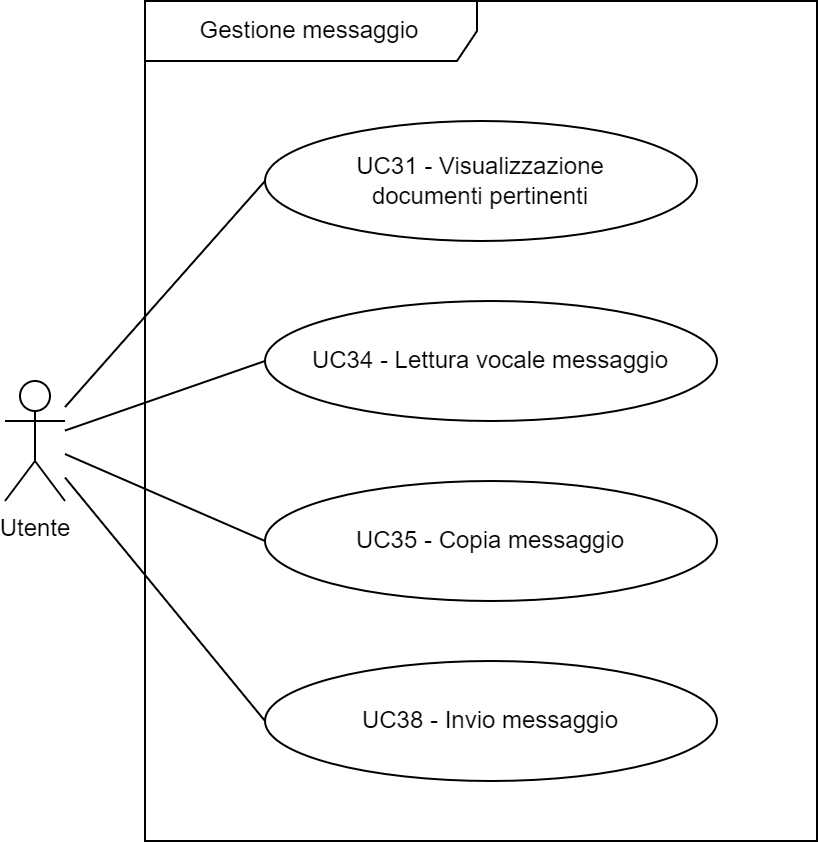 Gestione messaggio
UC31 - Visualizzazione
documenti pertinenti
UC34 - Lettura vocale messaggio
Utente
UC35 - Copia messaggio
UC38 - Invio messaggio